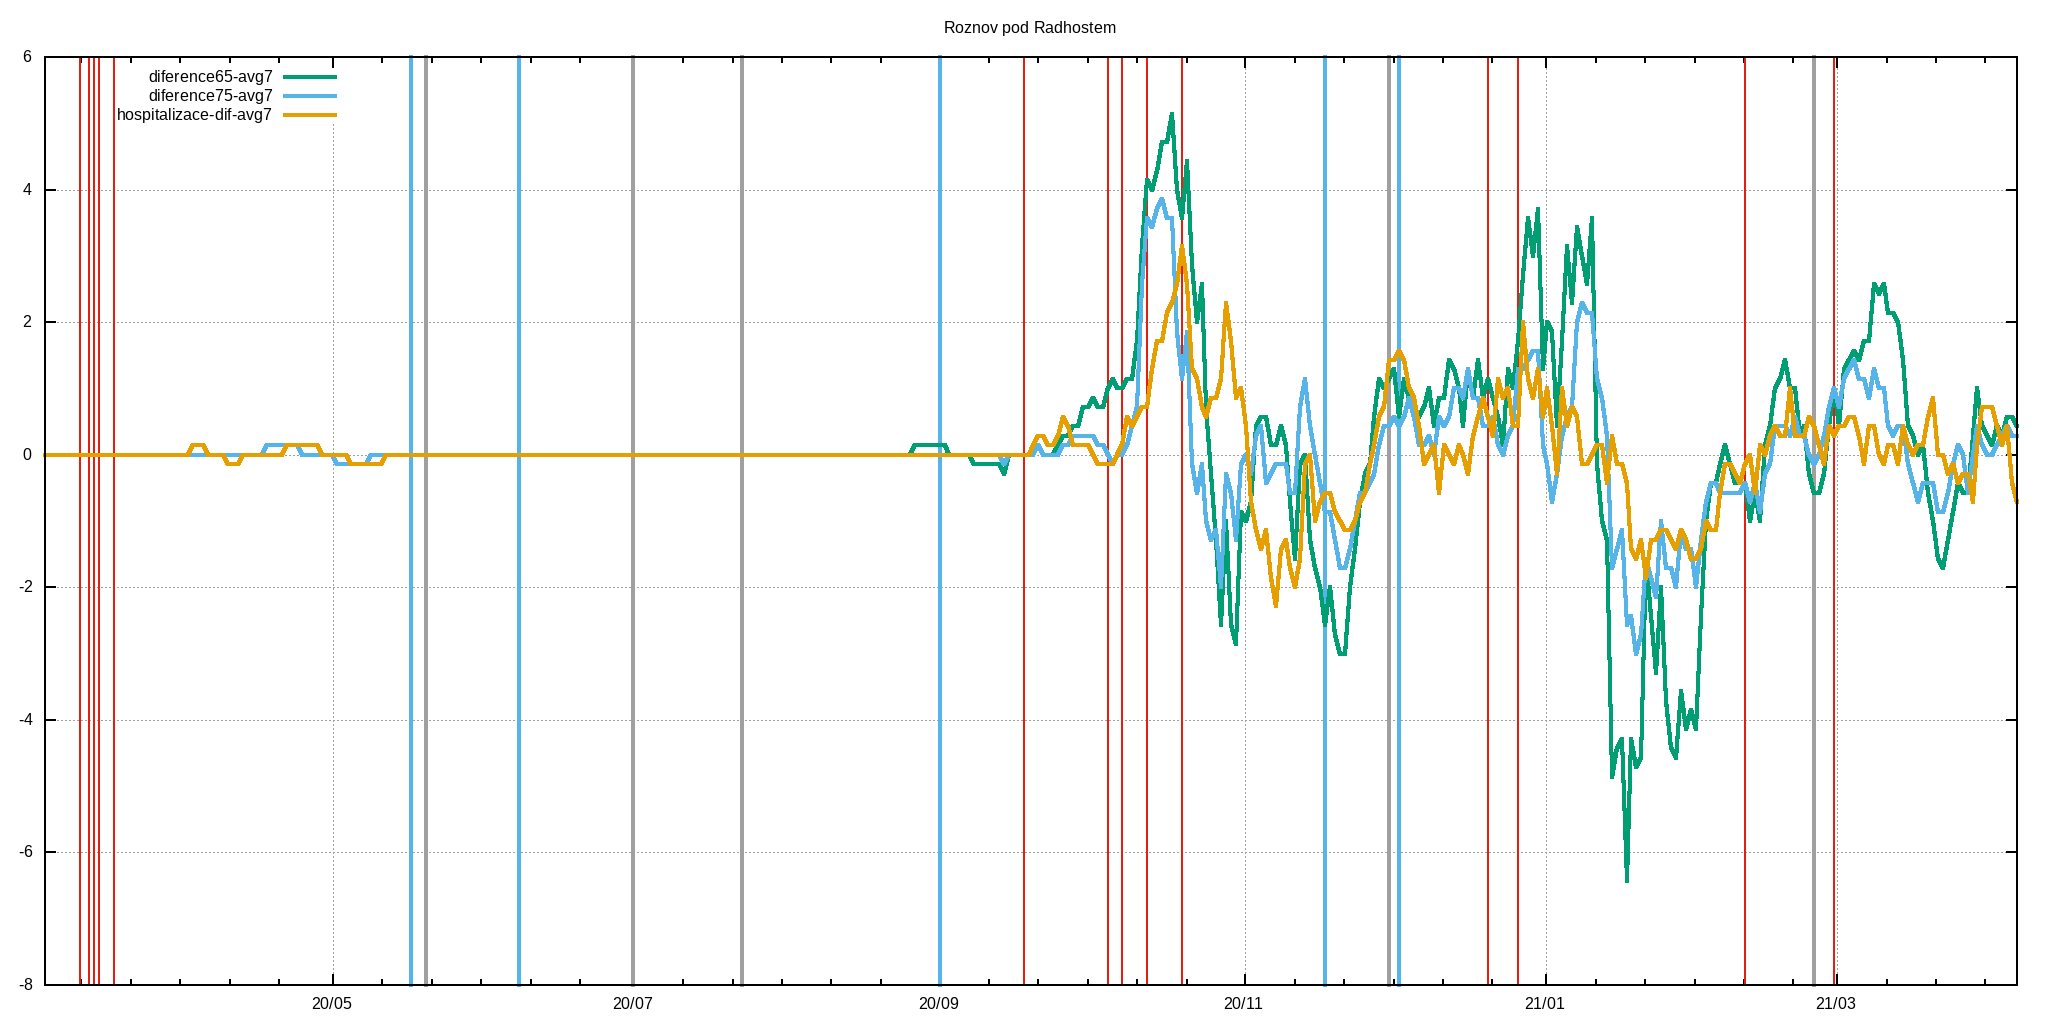 Roznov pod Radhostem
diference65-avg7
diference75-avg7
hospitalizace-dif-avg7
6
4
2
0
-2
-4
-6
-8
20/05 20/07 20/09 20/11 21/01 21/03